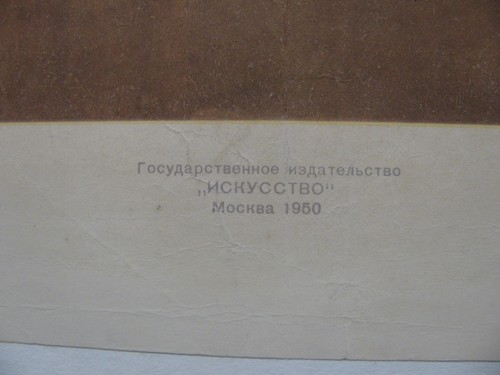 Государственное издательство
„ИСКУССТВО"
Москва 1950